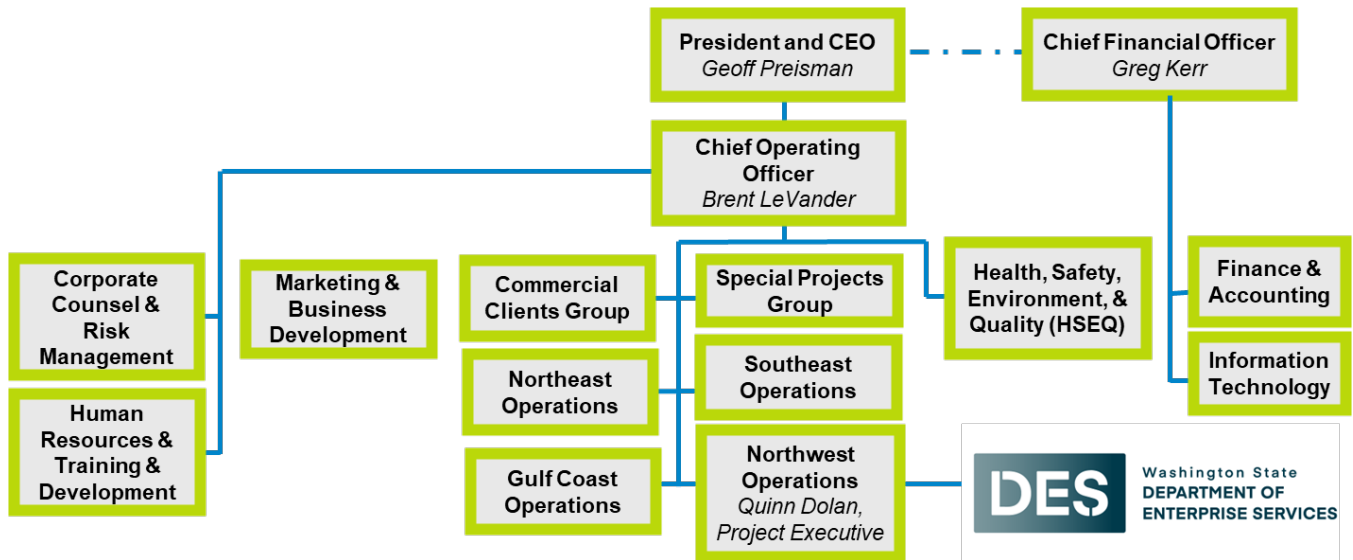 President and CEO
Geoff Preisman
Chief Financial Officer
Greg Kerr
Chief Operating
Officer
Brent LeVander
Corporate
Counsel &
Risk
Management
Marketing &
Business
Development
Commercial
Clients Group
Special Projects
Group
Health, Safety,
Environment, &
Quality (HSEQ)
Finance &
Accounting
Northeast
Operations
Southeast
Operations
Information
Technology
Human
Resources &
Training &
Development
Gulf Coast
Operations
Northwest
Operations
Quinn Dolan,
Project Executive
DES
Washington State
DEPARTMENT OF
ENTERPRISE SERVICES